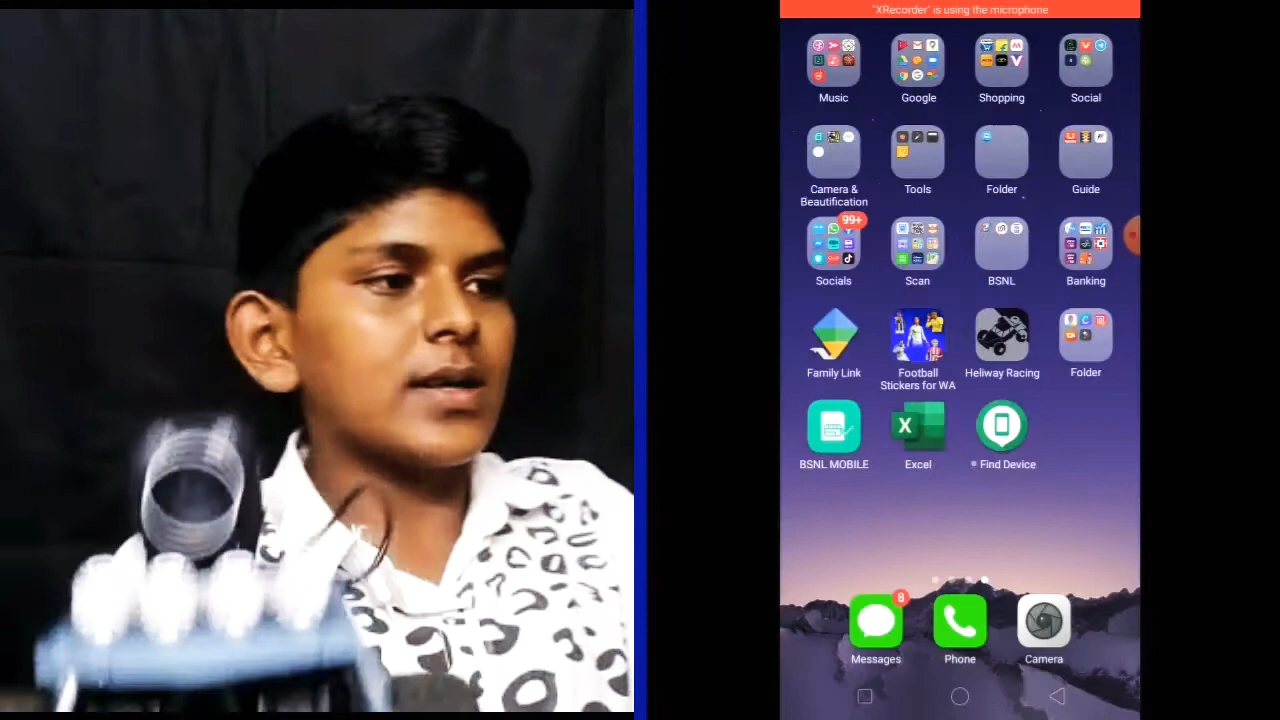 "XRecorder" is using the microphone
Music
Google
Shopping
Social
Camera &
Beautification
Tools
Folder
Guide
99+
Socials
Scan
BSNL
Banking
Family Link
Football
Stickers for WA
Heliway Racing
Folder
X
BSNL MOBILE
Excel
Find Device
8
Messages
Phone
Camera